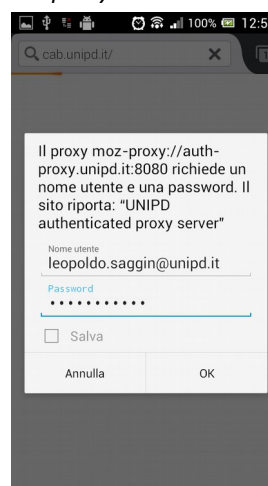 100% 12:5
cab.unipd.it/
Il proxy moz-proxy://auth-
proxy.unipd.it:8080 richiede un
nome utente e una password. Il
sito riporta: “UNIPD
authenticated proxy server”
Nome utente
leopoldo.saggin@unipd.it
Password
•••••••••••
Salva
Annulla
OK